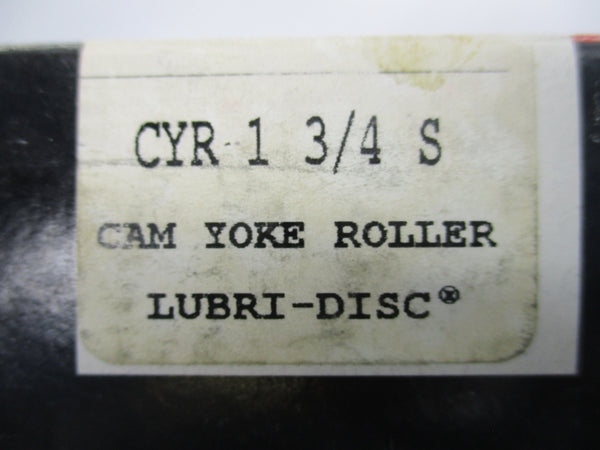 CYR 1 3/4 S
CAM YOKE ROLLER
LUBRI-DISC®